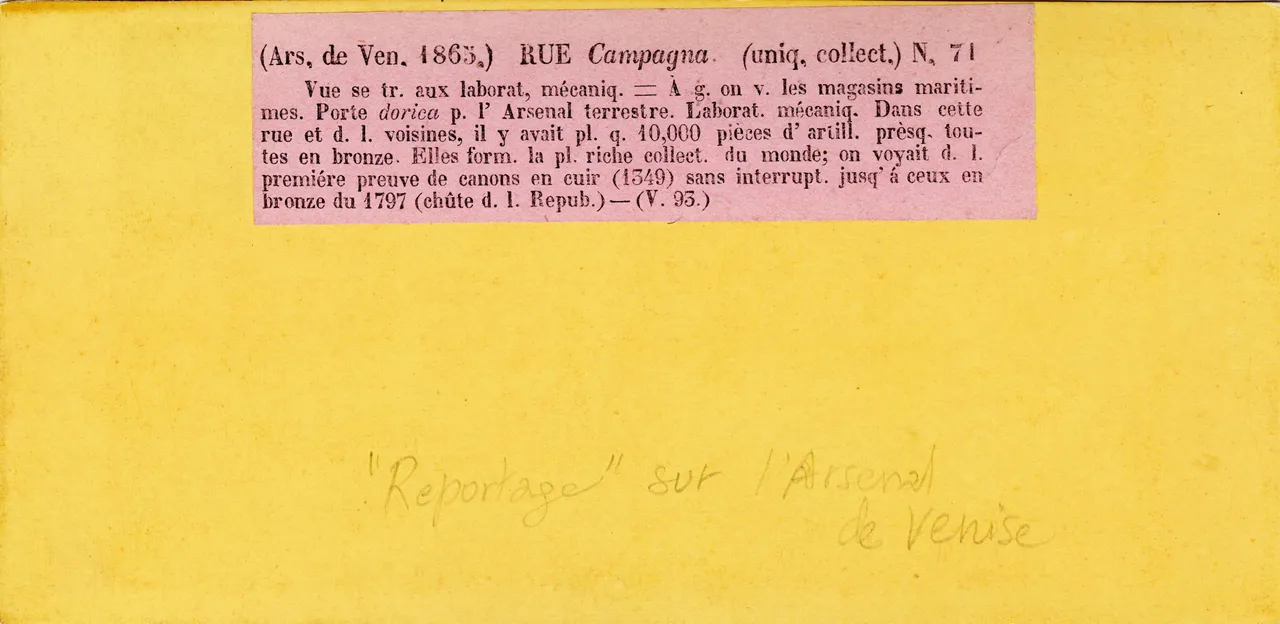 (Ars, de Ven. 1865.) RUE Campagna. (uniq. collect.) N. 71
Vue se tr. aux laborat, mécaniq. = À g. on v. les magasins mariti-
mes. Porte dorica p. l' Arsenal terrestre. Laborat. mécaniq. Dans cette
rue et d. l. voisines, il y avait pl. q. 10,000 pièces d' artill. prèsq. tou-
tes en bronze. Elles form. la pl. riche collect. du monde; on voyait d. l.
premiére preuve de canons en cuir (1349) sans interrupt. jusq' á ceux en
bronze du 1797 (chûte d. l. Repub.) — (V. 93.)
"Reportage" sur l'Arsenal
de Venise